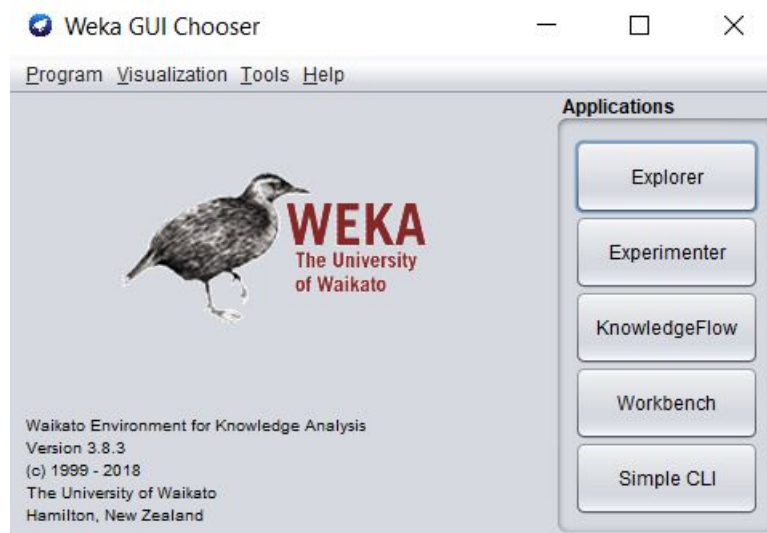 Weka GUI Chooser
Program Visualization Tools Help
Applications
Explorer
Experimenter
KnowledgeFlow
Workbench
Simple CLI
WEKA
The University
of Waikato
Waikato Environment for Knowledge Analysis
Version 3.8.3
(c) 1999 - 2018
The University of Waikato
Hamilton, New Zealand